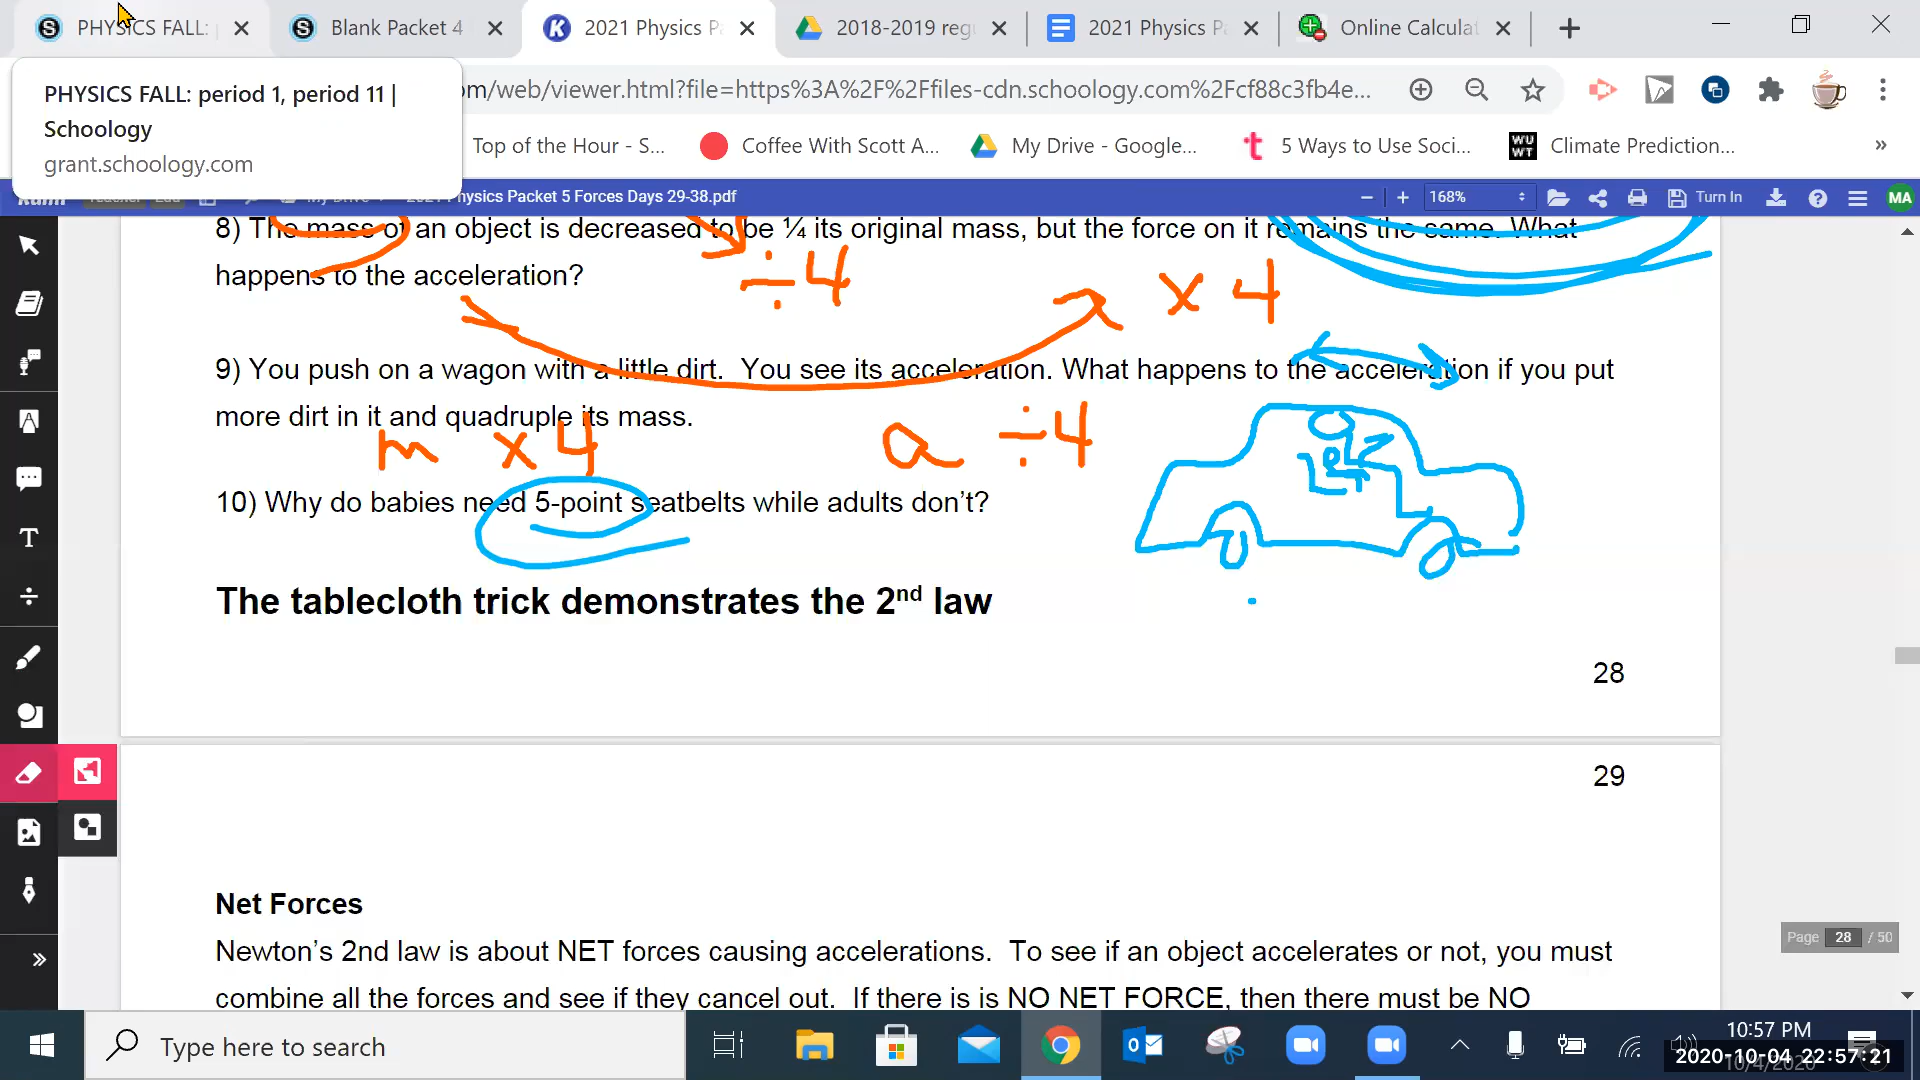 PHYSICS FALL:
Blank Packet 4
2021 Physics P
2018-2019 reg
2021 Physics Pa
Online Calculat
PHYSICS FALL: period 1, period 11 |
Schoology
grant.schoology.com
om/web/viewer.html?file=https%3A%2F%2Ffiles-cdn.schoology.com%2Fcf88c3fb4e...
Top of the Hour - S...
Coffee With Scott A...
My Drive - Google...
5 Ways to Use Soci...
WU WT
Climate Prediction...
»
hysics Packet 5 Forces Days 29-38.pdf
168%
Turn In
MA
8) The mass of an object is decreased to be ¼ its original mass, but the force on it remains the same. What
happens to the acceleration?
÷4
x 4
9) You push on a wagon with a little dirt. You see its acceleration. What happens to the acceleration if you put
more dirt in it and quadruple its mass.
m x 4
a ÷4
10) Why do babies need 5-point seatbelts while adults don't?
The tablecloth trick demonstrates the 2nd law
28
29
Net Forces
Newton's 2nd law is about NET forces causing accelerations. To see if an object accelerates or not, you must
combine all the forces and see if they cancel out. If there is is NO NET FORCE, then there must be NO
Page 28 / 50
Type here to search
10:57 PM
2020-10-04 22:57:21